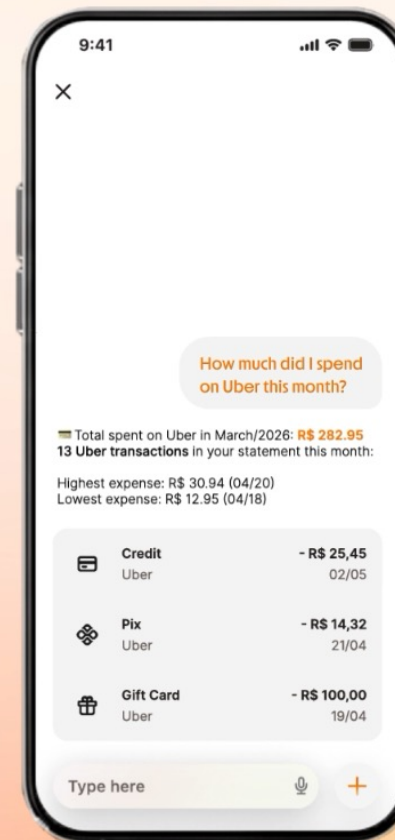 9:41
How much did I spend
on Uber this month?
💳 Total spent on Uber in March/2026: R$ 282.95
13 Uber transactions in your statement this month:
Highest expense: R$ 30.94 (04/20)
Lowest expense: R$ 12.95 (04/18)
Credit - R$ 25,45
Uber 02/05
Pix - R$ 14,32
Uber 21/04
Gift Card - R$ 100,00
Uber 19/04
Type here